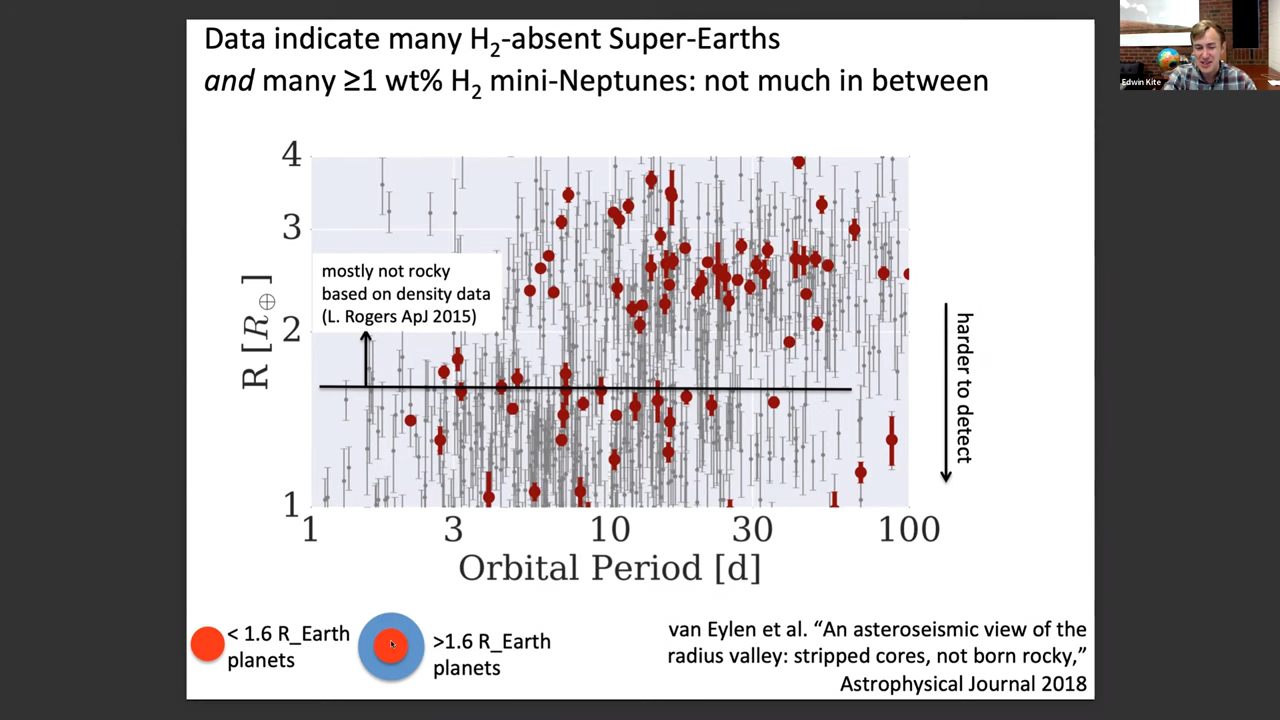 Data indicate many H₂-absent Super-Earths
and many ≥1 wt% H₂ mini-Neptunes: not much in between
Edwin Kite
4
3
2
1
R [R⊕]
mostly not rocky
based on density data
(L. Rogers ApJ 2015)
harder to detect
1
3
10
30
100
Orbital Period [d]
< 1.6 R_Earth
planets
>1.6 R_Earth
planets
van Eylen et al. “An asteroseismic view of the
radius valley: stripped cores, not born rocky,”
Astrophysical Journal 2018